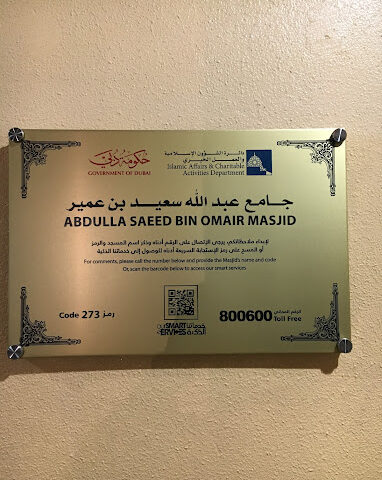 حكومة دبي
GOVERNMENT OF DUBAI
دائرة الشؤون الإسلامية
والعمل الخيري
Islamic Affairs & Charitable
Activities Department
جامع عبد الله سعيد بن عمير
ABDULLA SAEED BIN OMAIR MASJID
لإبداء ملاحظاتكم يرجى الإتصال على الرقم أدناه وذكر اسم المسجد والرمز
أو المسح على رمز الإستجابة السريعة أدناه للوصول إلى خدماتنا الذكية
For comments, please call the number below and provide the Masjid's name and code
Or, scan the barcode below to access our smart services
Code 273 رمز
خدماتنا SMART
الذكية SERVICES
800600 الرقم المجاني
Toll Free